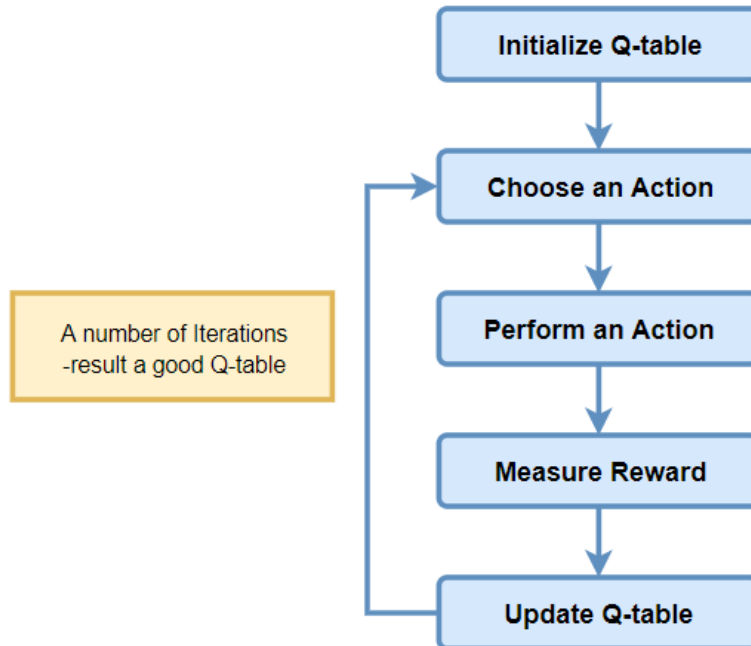 Initialize Q-table
Choose an Action
Perform an Action
A number of Iterations
-result a good Q-table
Measure Reward
Update Q-table